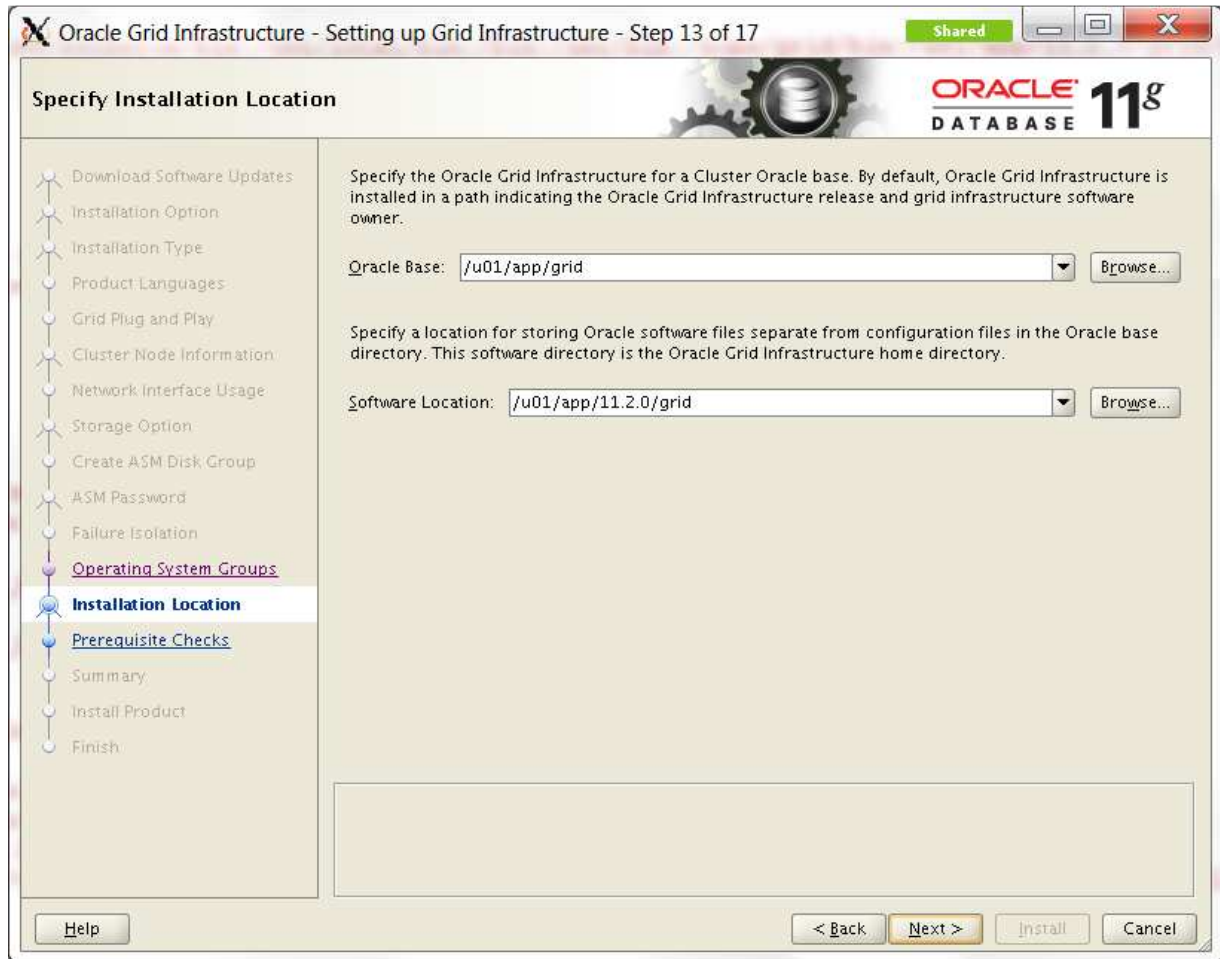 Oracle Grid Infrastructure - Setting up Grid Infrastructure - Step 13 of 17
Shared
Specify Installation Location
ORACLE 11g
DATABASE
Download Software Updates
Installation Option
Installation Type
Product Languages
Grid Plug and Play
Cluster Node Information
Network Interface Usage
Storage Option
Create ASM Disk Group
ASM Password
Failure Isolation
Operating System Groups
Installation Location
Prerequisite Checks
Summary
Install Product
Finish
Specify the Oracle Grid Infrastructure for a Cluster Oracle base. By default, Oracle Grid Infrastructure is
installed in a path indicating the Oracle Grid Infrastructure release and grid infrastructure software
owner.
Oracle Base: /u01/app/grid Browse...
Specify a location for storing Oracle software files separate from configuration files in the Oracle base
directory. This software directory is the Oracle Grid Infrastructure home directory.
Software Location: /u01/app/11.2.0/grid Browse...
Help < Back Next > Install Cancel